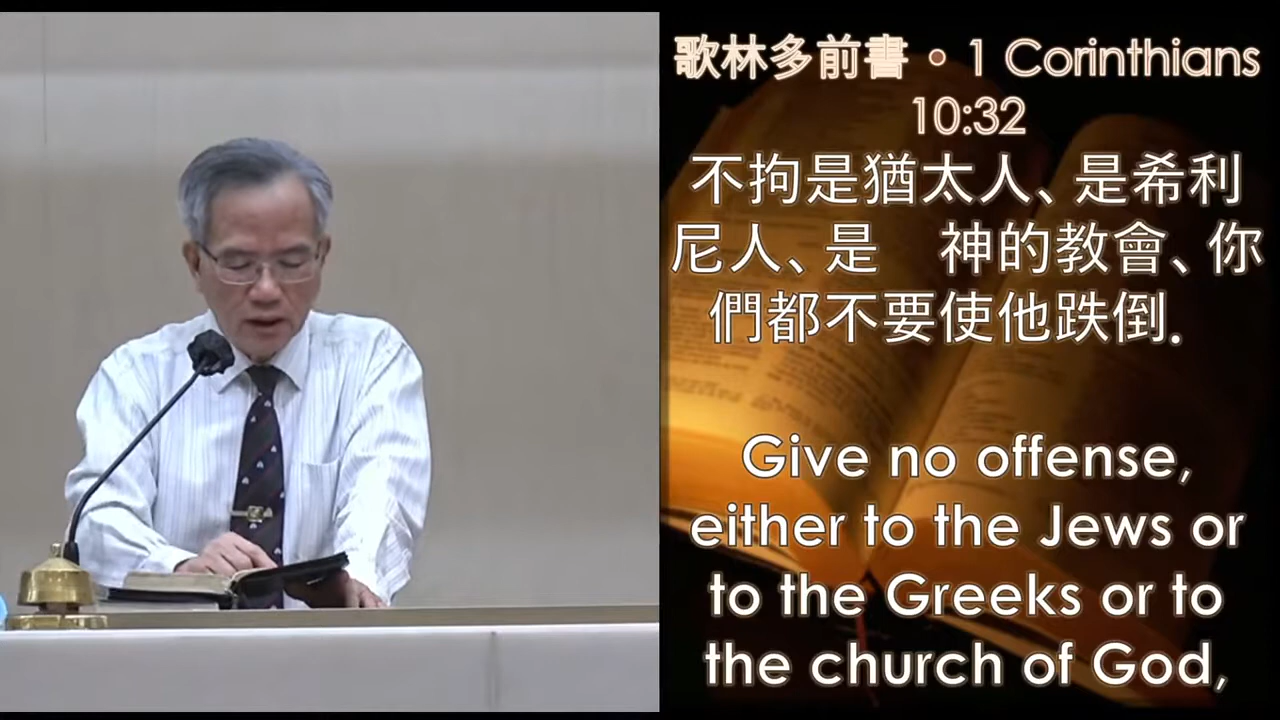 歌林多前書 • 1 Corinthians
10:32
不拘是猶太人、是希利
尼人、是　神的教會、你
們都不要使他跌倒.
Give no offense,
either to the Jews or
to the Greeks or to
the church of God,